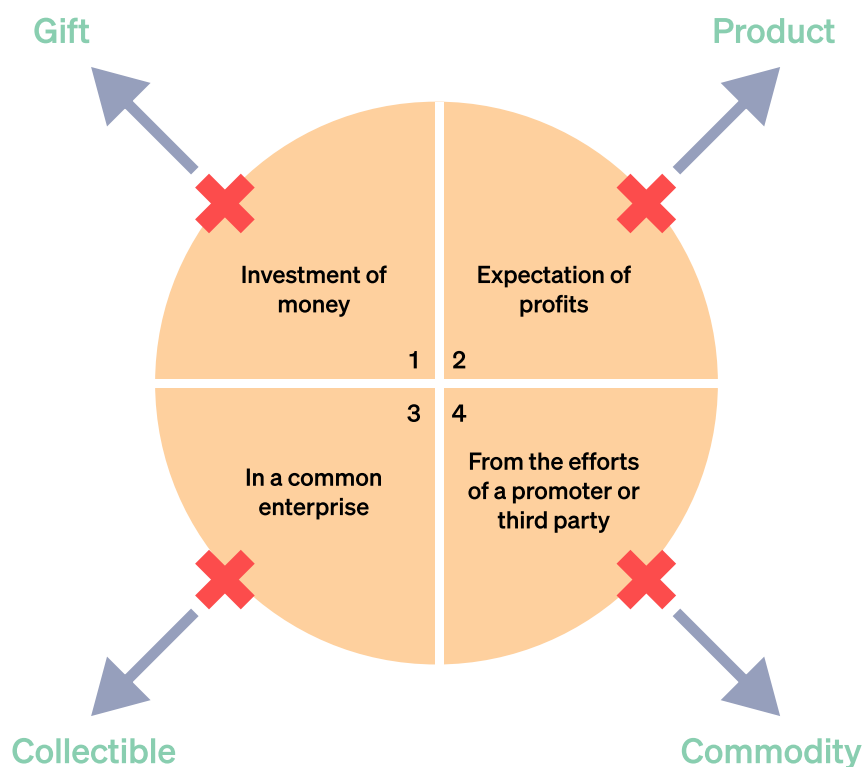 Gift
Product
Investment of
money
Expectation of
profits
1
2
3
4
In a common
enterprise
From the efforts
of a promoter or
third party
Collectible
Commodity